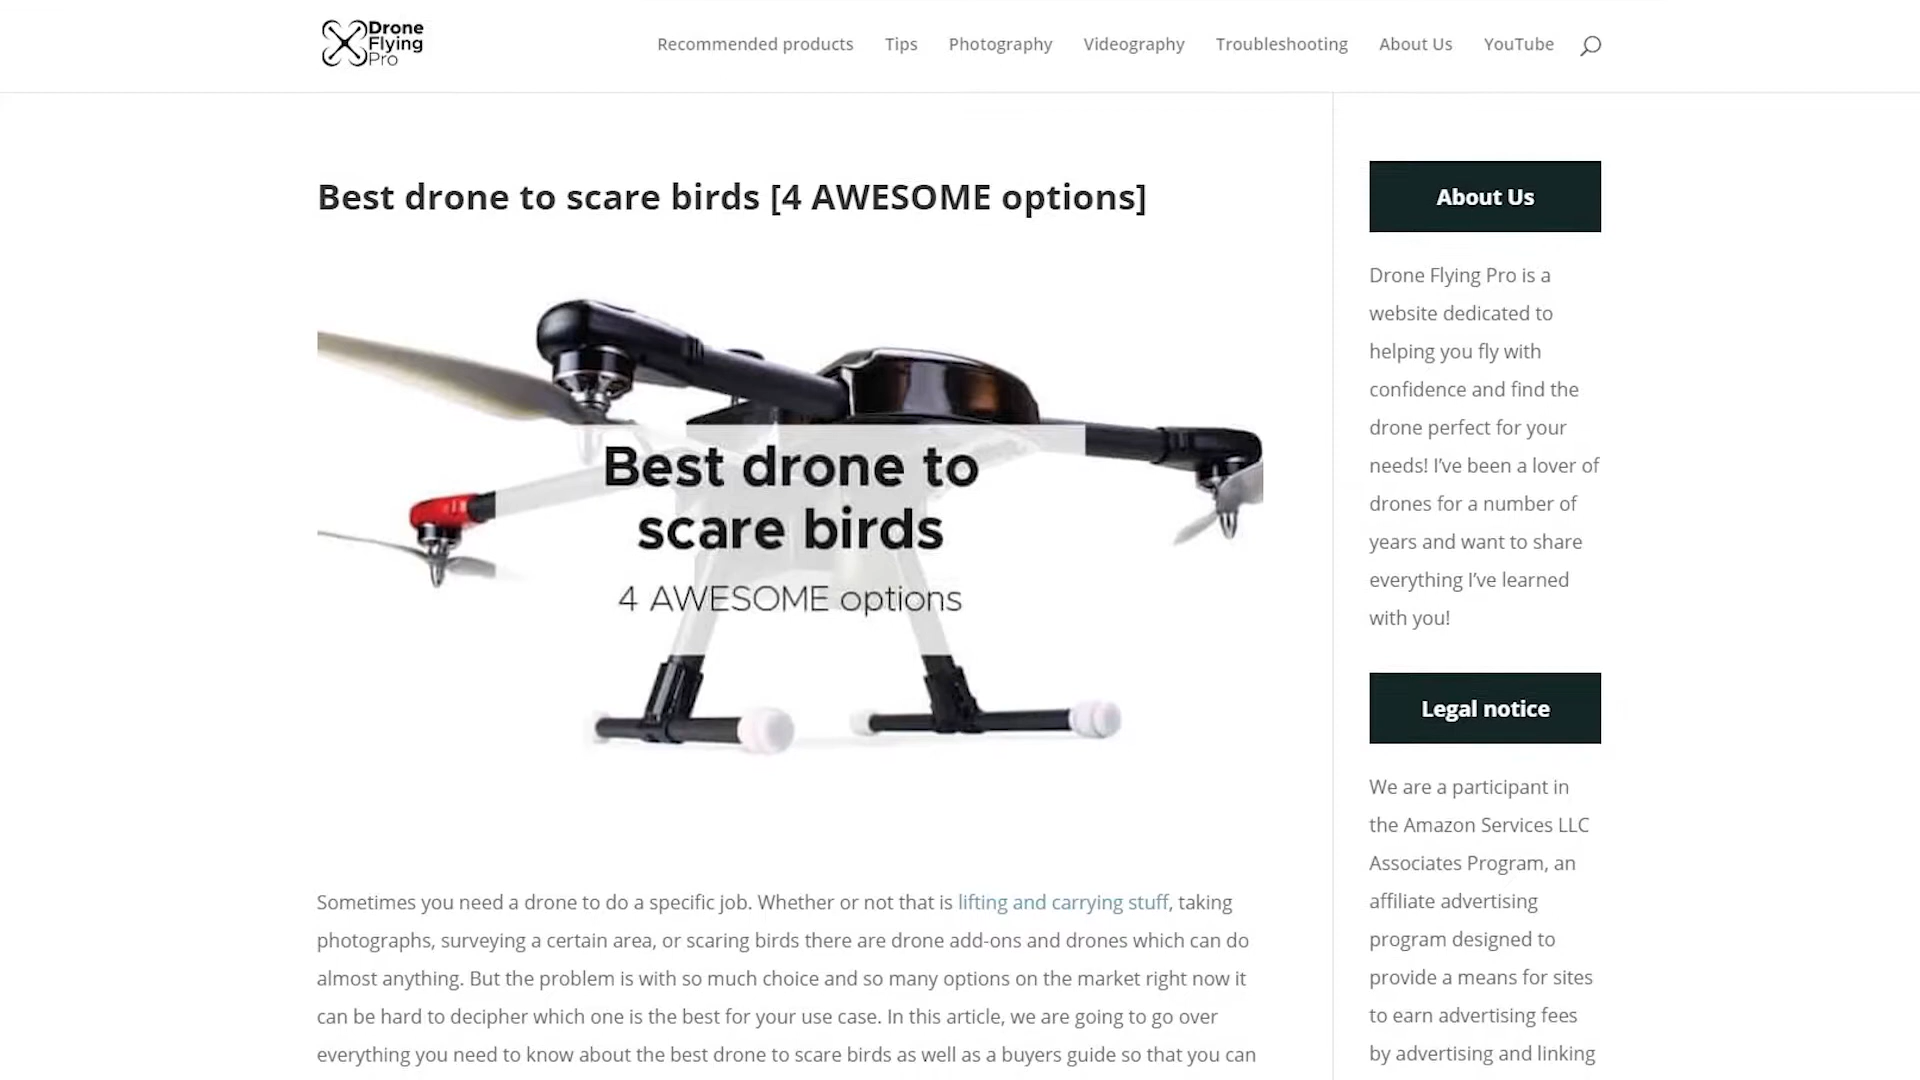 Drone
Flying
Pro
Recommended products Tips Photography Videography Troubleshooting About Us YouTube
Best drone to scare birds [4 AWESOME options]
Best drone to
scare birds
4 AWESOME options
Sometimes you need a drone to do a specific job. Whether or not that is lifting and carrying stuff, taking
photographs, surveying a certain area, or scaring birds there are drone add-ons and drones which can do
almost anything. But the problem is with so much choice and so many options on the market right now it
can be hard to decipher which one is the best for your use case. In this article, we are going to go over
everything you need to know about the best drone to scare birds as well as a buyers guide so that you can
About Us
Drone Flying Pro is a
website dedicated to
helping you fly with
confidence and find the
drone perfect for your
needs! I’ve been a lover of
drones for a number of
years and want to share
everything I’ve learned
with you!
Legal notice
We are a participant in
the Amazon Services LLC
Associates Program, an
affiliate advertising
program designed to
provide a means for sites
to earn advertising fees
by advertising and linking